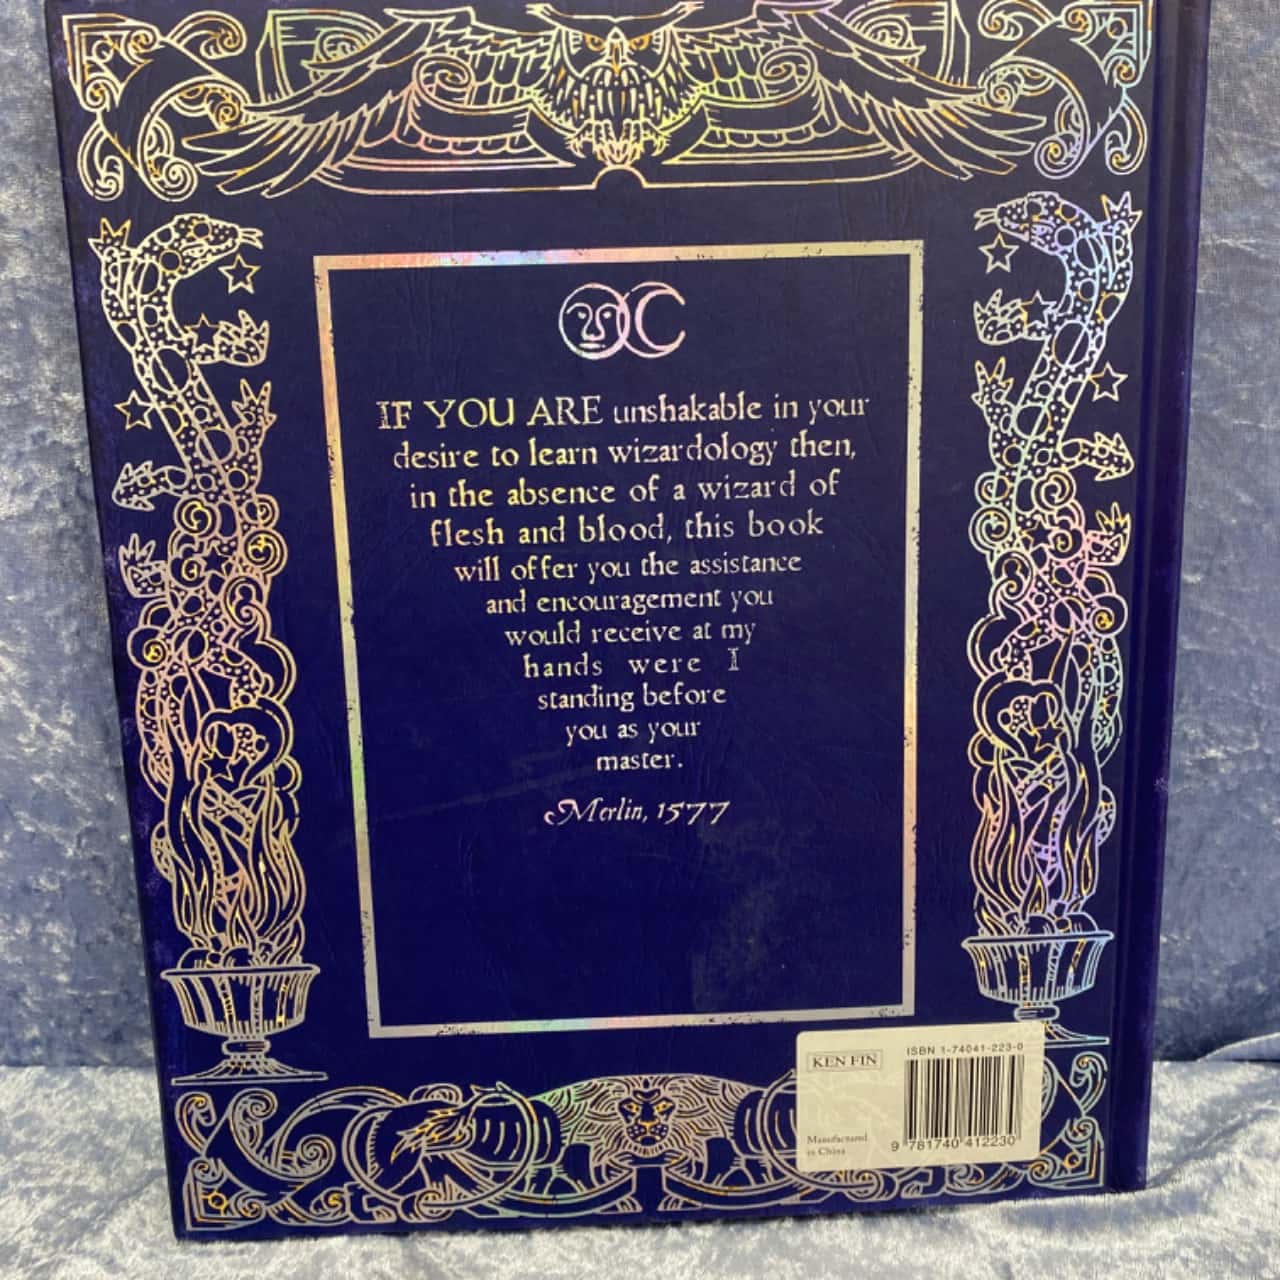 IF YOU ARE unshakable in your
desire to learn wizardology then,
in the absence of a wizard of
flesh and blood, this book
will offer you the assistance
and encouragement you
would receive at my
hands were I
standing before
you as your
master.
Merlin, 1577
KEN FIN
ISBN 1-74041-223-0
Manufactured
in China
9 781740 412230